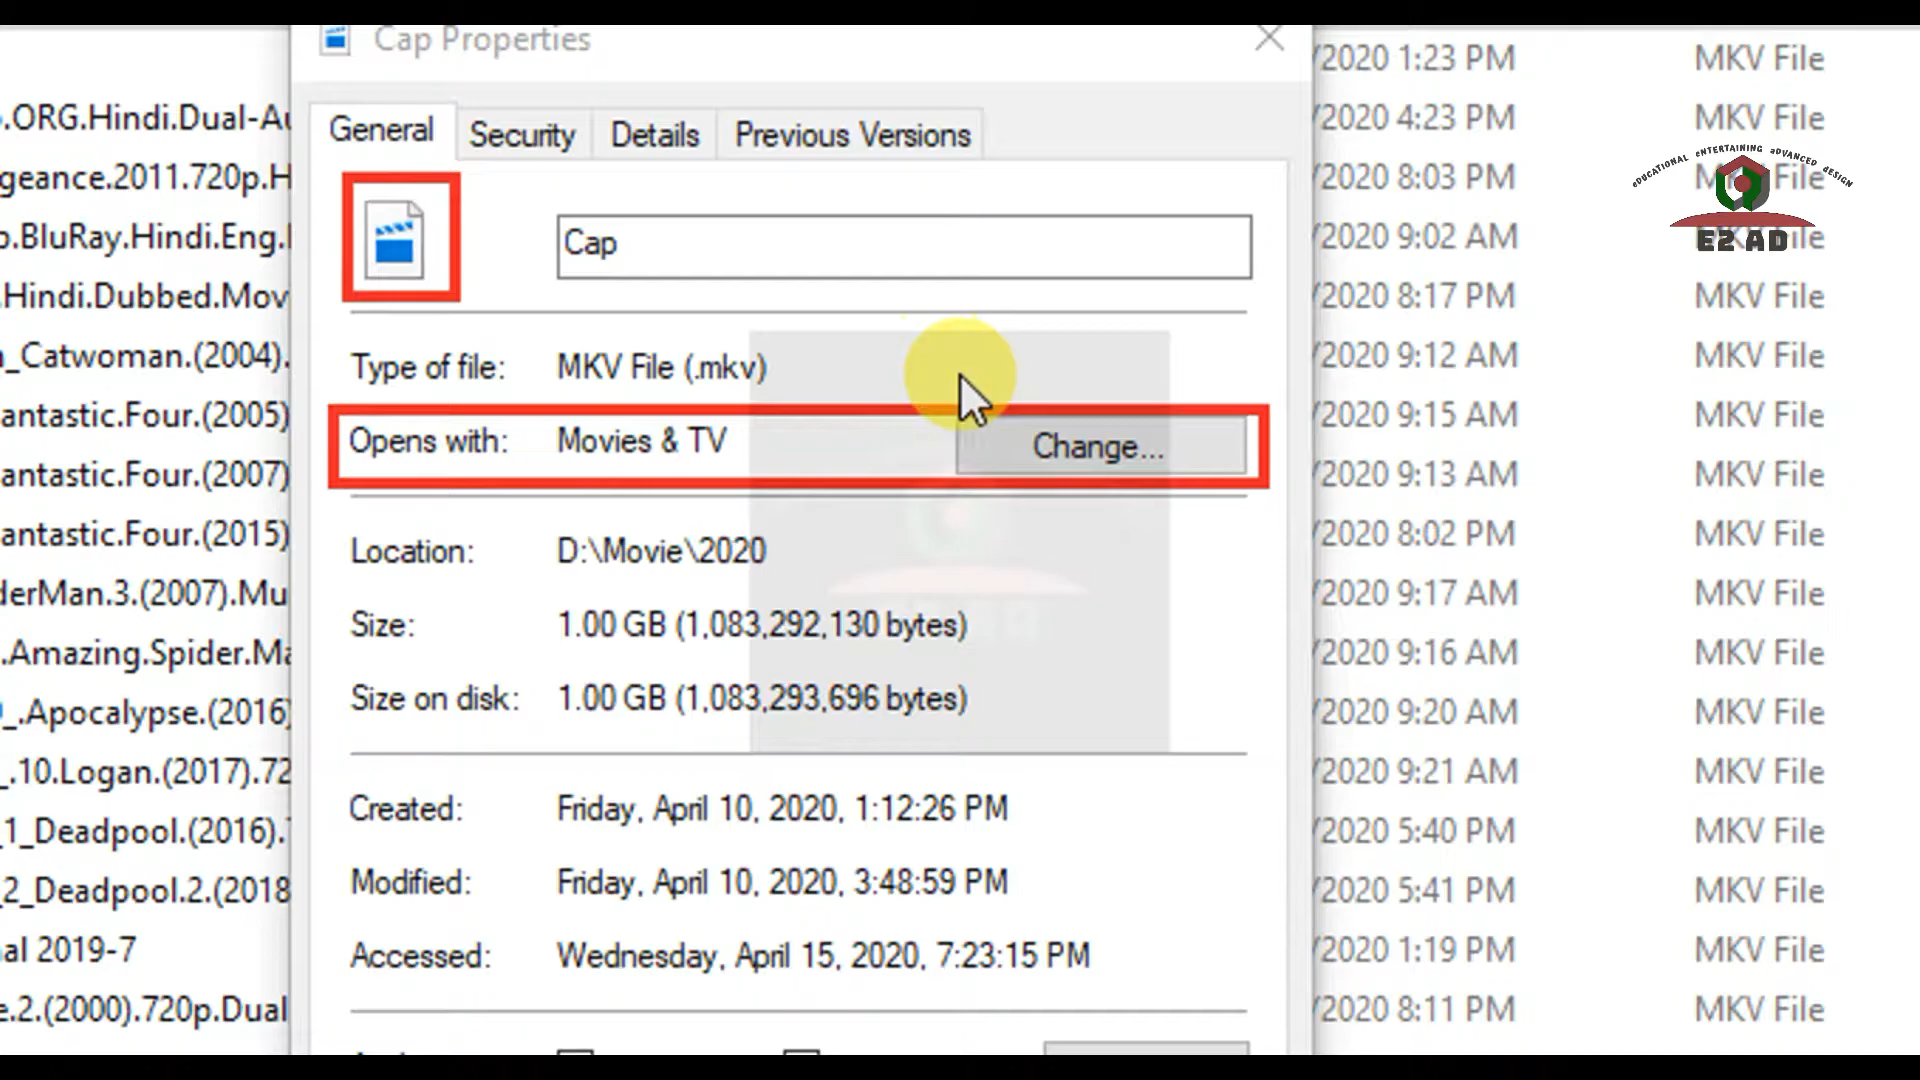 Cap Properties
General
Security
Details
Previous Versions
Cap
Type of file: MKV File (.mkv)
Opens with: Movies & TV
Change...
Location: D:\Movie\2020
Size: 1.00 GB (1,083,292,130 bytes)
Size on disk: 1.00 GB (1,083,293,696 bytes)
Created: Friday, April 10, 2020, 1:12:26 PM
Modified: Friday, April 10, 2020, 3:48:59 PM
Accessed: Wednesday, April 15, 2020, 7:23:15 PM
.ORG.Hindi.Dual-Au
geance.2011.720p.H
.BluRay.Hindi.Eng.
.Hindi.Dubbed.Mov
_Catwoman.(2004).
antastic.Four.(2005)
antastic.Four.(2007)
antastic.Four.(2015)
derMan.3.(2007).Mu
.Amazing.Spider.Ma
_.Apocalypse.(2016)
_.10.Logan.(2017).72
_1_Deadpool.(2016).
_2_Deadpool.2.(2018
al 2019-7
e.2.(2000).720p.Dual
/2020 1:23 PM MKV File
/2020 4:23 PM MKV File
/2020 8:03 PM MKV File
/2020 9:02 AM File
/2020 8:17 PM MKV File
/2020 9:12 AM MKV File
/2020 9:15 AM MKV File
/2020 9:13 AM MKV File
/2020 8:02 PM MKV File
/2020 9:17 AM MKV File
/2020 9:16 AM MKV File
/2020 9:20 AM MKV File
/2020 9:21 AM MKV File
/2020 5:40 PM MKV File
/2020 5:41 PM MKV File
/2020 1:19 PM MKV File
/2020 8:11 PM MKV File
eDUCATIONAL eNTERTAINING aDVANCED dESIGN
E2 AD